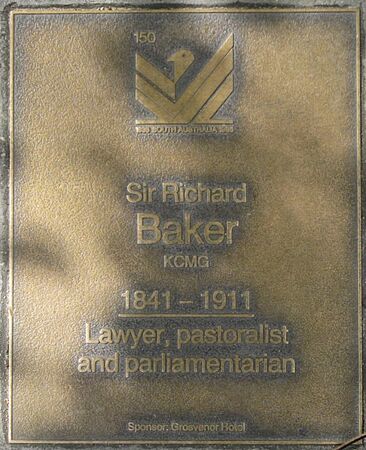 150
1836 SOUTH AUSTRALIA 1986
Sir Richard
Baker
KCMG
1841 – 1911
Lawyer, pastoralist
and parliamentarian
Sponsor: Grosvenor Hotel